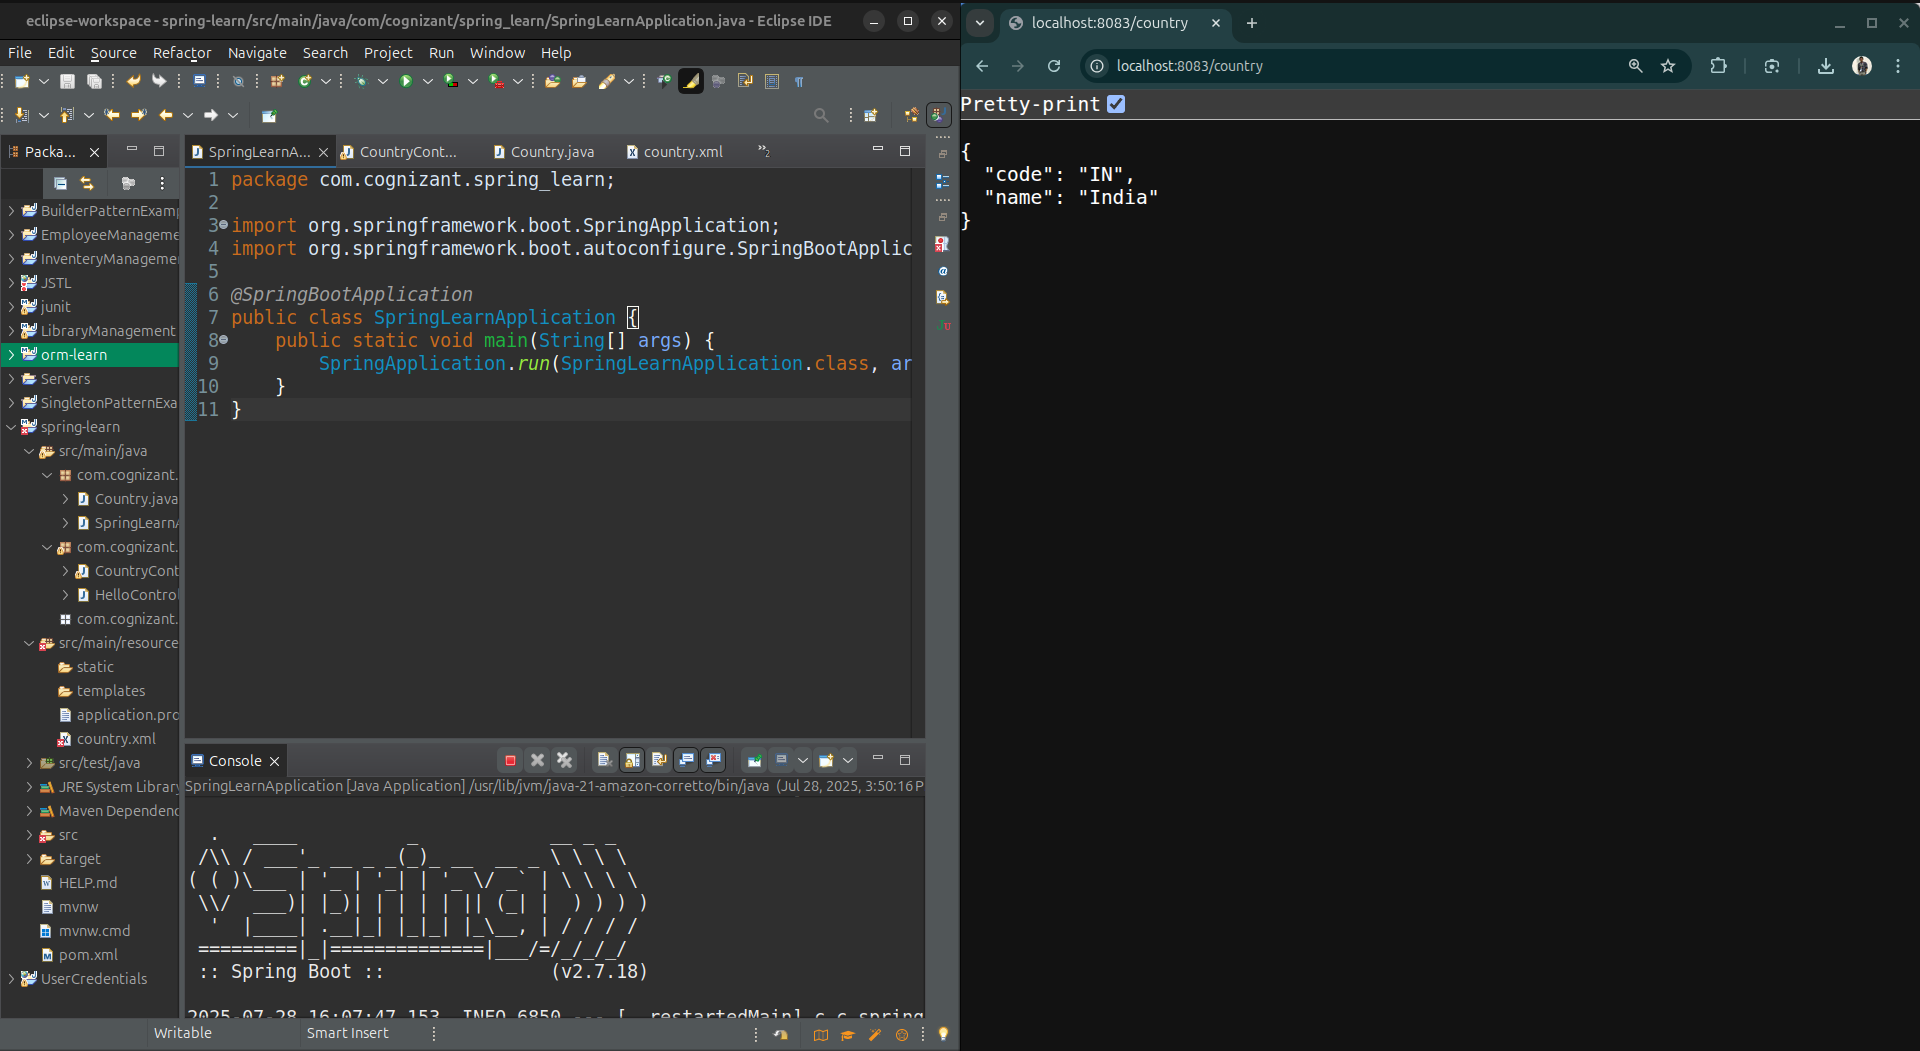 eclipse-workspace - spring-learn/src/main/java/com/cognizant/spring_learn/SpringLearnApplication.java - Eclipse IDE
File Edit Source Refactor Navigate Search Project Run Window Help
Packa...
BuilderPatternExamp
EmployeeManageme
InventeryManagemer
JSTL
junit
LibraryManagement
orm-learn
Servers
SingletonPatternExa
spring-learn
src/main/java
com.cognizant.
Country.java
SpringLearnA
com.cognizant.
CountryCont
HelloControl
com.cognizant.
src/main/resource
static
templates
application.pro
country.xml
src/test/java
JRE System Library
Maven Dependenc
src
target
HELP.md
mvnw
mvnw.cmd
pom.xml
UserCredentials
SpringLearnA... CountryCont... Country.java country.xml »2
1 package com.cognizant.spring_learn;
2
3 import org.springframework.boot.SpringApplication;
4 import org.springframework.boot.autoconfigure.SpringBootApplic
5
6 @SpringBootApplication
7 public class SpringLearnApplication {
8     public static void main(String[] args) {
9         SpringApplication.run(SpringLearnApplication.class, ar
10     }
11 }
Console
SpringLearnApplication [Java Application] /usr/lib/jvm/java-21-amazon-corretto/bin/java (Jul 28, 2025, 3:50:16 P
:: Spring Boot :: (v2.7.18)
2025-07-28 16:07:47.153 INFO 6850 --- [ restartedMain] c.c.spring
Writable Smart Insert
localhost:8083/country
localhost:8083/country
Pretty-print
{
  "code": "IN",
  "name": "India"
}